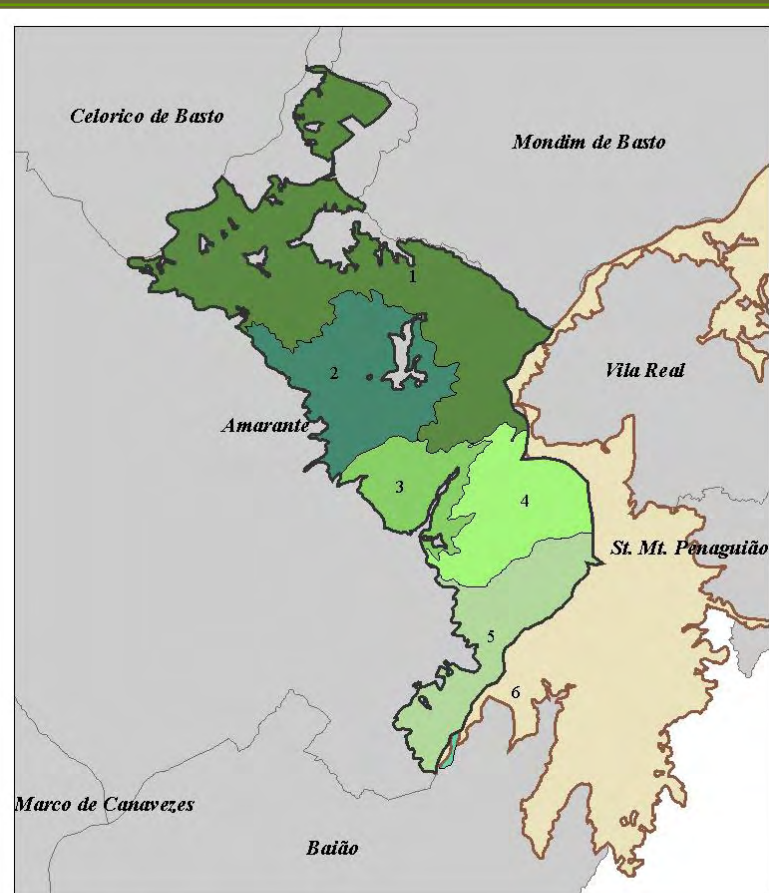 Celorico de Basto
Mondim de Basto
1
Vila Real
2
Amarante
3
4
St. Mt. Penaguião
5
6
Marco de Canavezes
Baião